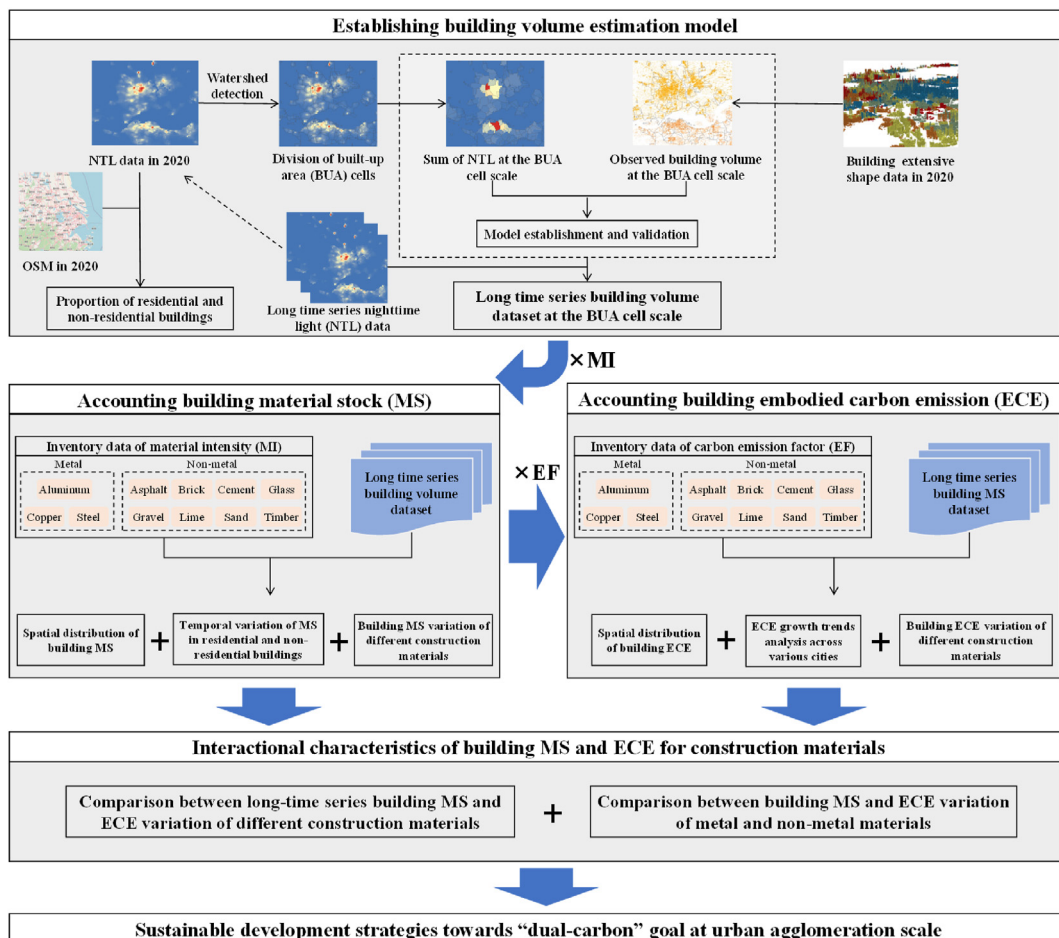 Establishing building volume estimation model
Watershed
detection
NTL data in 2020
Division of built-up
area (BUA) cells
Sum of NTL at the BUA
cell scale
Observed building volume
at the BUA cell scale
Building extensive
shape data in 2020
OSM in 2020
Model establishment and validation
Proportion of residential and
non-residential buildings
Long time series nighttime
light (NTL) data
Long time series building volume
dataset at the BUA cell scale
×MI
Accounting building material stock (MS)
Inventory data of material intensity (MI)
Metal
Non-metal
Aluminum
Asphalt
Brick
Cement
Glass
Copper
Steel
Gravel
Lime
Sand
Timber
Long time series
building volume
dataset
Spatial distribution of
building MS
+
Temporal variation of MS
in residential and non-
residential buildings
+
Building MS variation of
different construction
materials
×EF
Accounting building embodied carbon emission (ECE)
Inventory data of carbon emission factor (EF)
Metal
Non-metal
Aluminum
Asphalt
Brick
Cement
Glass
Copper
Steel
Gravel
Lime
Sand
Timber
Long time series
building MS
dataset
Spatial distribution
of building ECE
+
ECE growth trends
analysis across
various cities
+
Building ECE variation of
different construction
materials
Interactional characteristics of building MS and ECE for construction materials
Comparison between long-time series building MS and
ECE variation of different construction materials
+
Comparison between building MS and ECE variation
of metal and non-metal materials
Sustainable development strategies towards “dual-carbon” goal at urban agglomeration scale